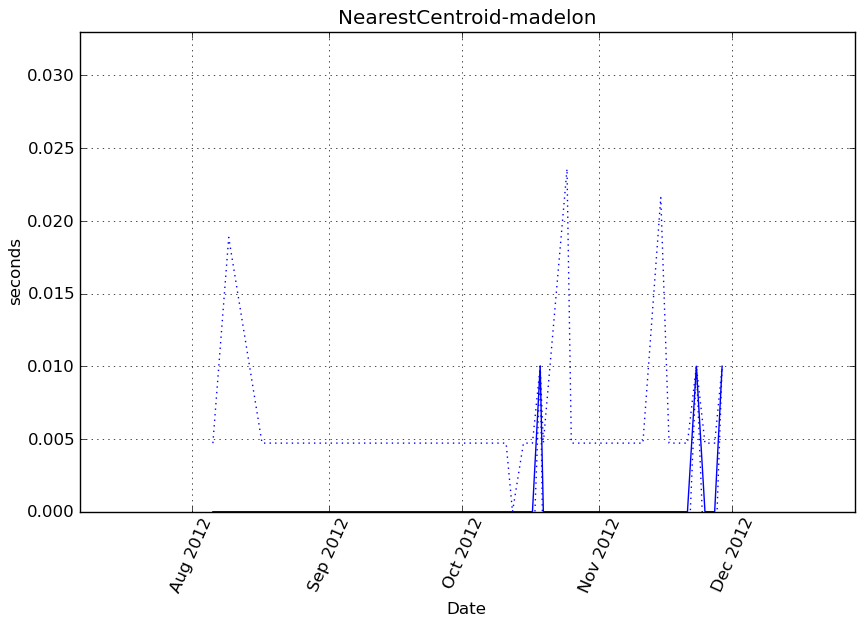 NearestCentroid-madelon
0.030
0.025
0.020
0.015
0.010
0.005
0.000
seconds
Aug 2012
Sep 2012
Oct 2012
Nov 2012
Dec 2012
Date